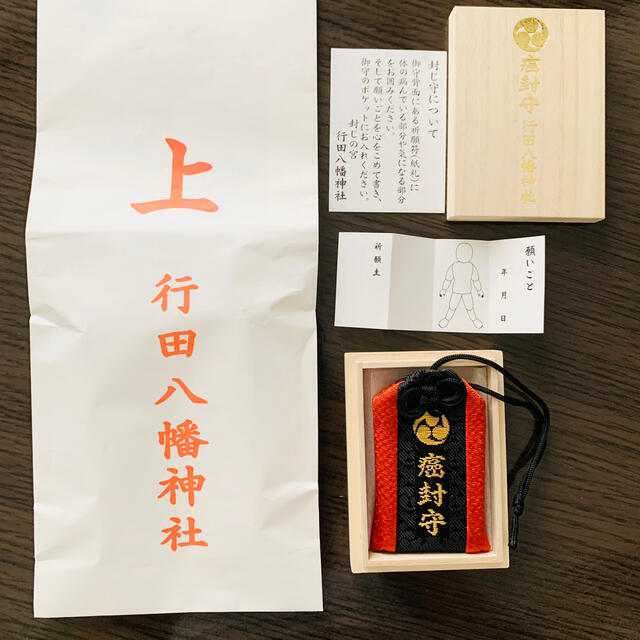 上
行田八幡神社
封じ守について
御守背面にある祈願符(紙札)に
体の病んでいる部分や気になる部分
をお囲みください。
そして願いごとを心をこめて書き、
御守のポケットにお入れください。
封じの宮
行田八幡神社
癌封守
行田八幡神社
願いごと
年 月 日
祈願主
癌封守